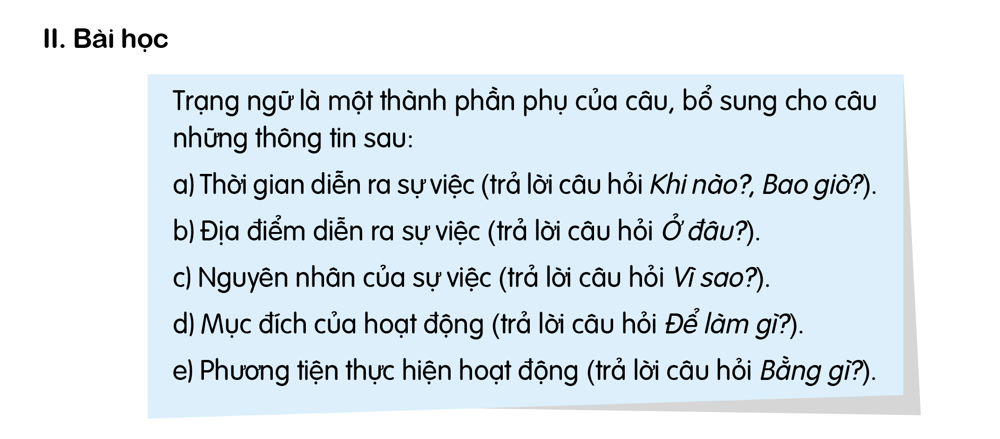 II. Bài học
Trạng ngữ là một thành phần phụ của câu, bổ sung cho câu
những thông tin sau:
a) Thời gian diễn ra sự việc (trả lời câu hỏi Khi nào?, Bao giờ?).
b) Địa điểm diễn ra sự việc (trả lời câu hỏi Ở đâu?).
c) Nguyên nhân của sự việc (trả lời câu hỏi Vì sao?).
d) Mục đích của hoạt động (trả lời câu hỏi Để làm gì?).
e) Phương tiện thực hiện hoạt động (trả lời câu hỏi Bằng gì?).